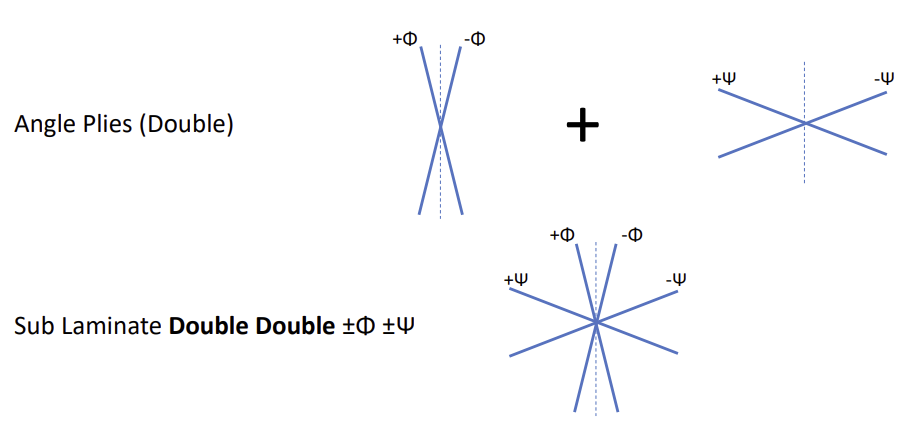 +Φ -Φ
+Ψ -Ψ
Angle Plies (Double)
+
+Φ -Φ
+Ψ -Ψ
Sub Laminate Double Double ±Φ ±Ψ